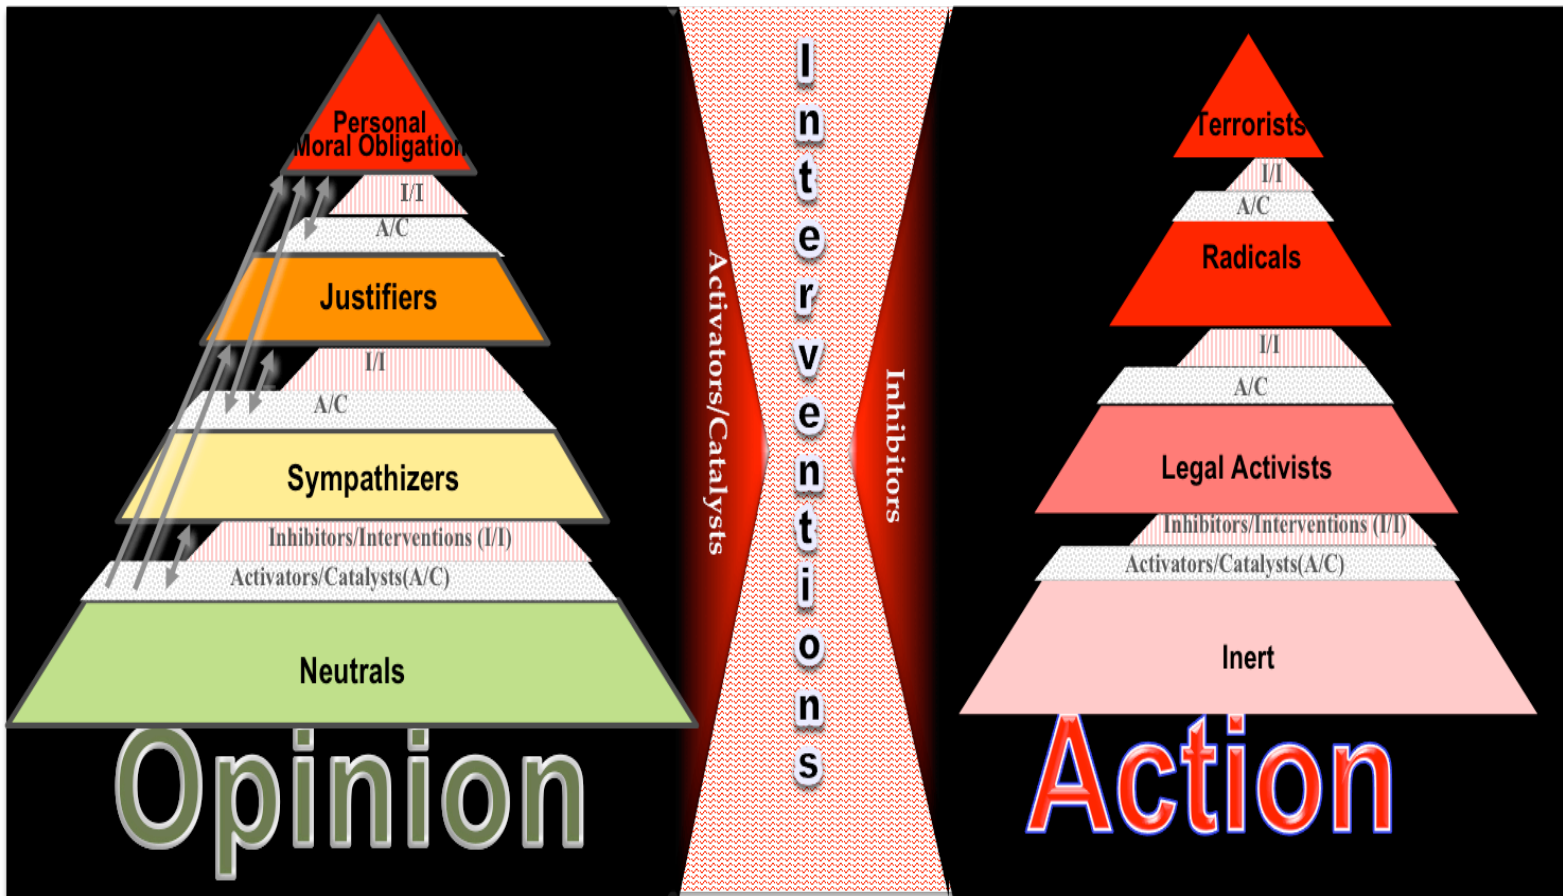 Personal
Moral Obligation
I/I
A/C
Justifiers
I/I
A/C
Sympathizers
Inhibitors/Interventions (I/I)
Activators/Catalysts(A/C)
Neutrals
Opinion
Activators/Catalysts
Interventions
Inhibitors
Terrorists
I/I
A/C
Radicals
I/I
A/C
Legal Activists
Inhibitors/Interventions (I/I)
Activators/Catalysts(A/C)
Inert
Action